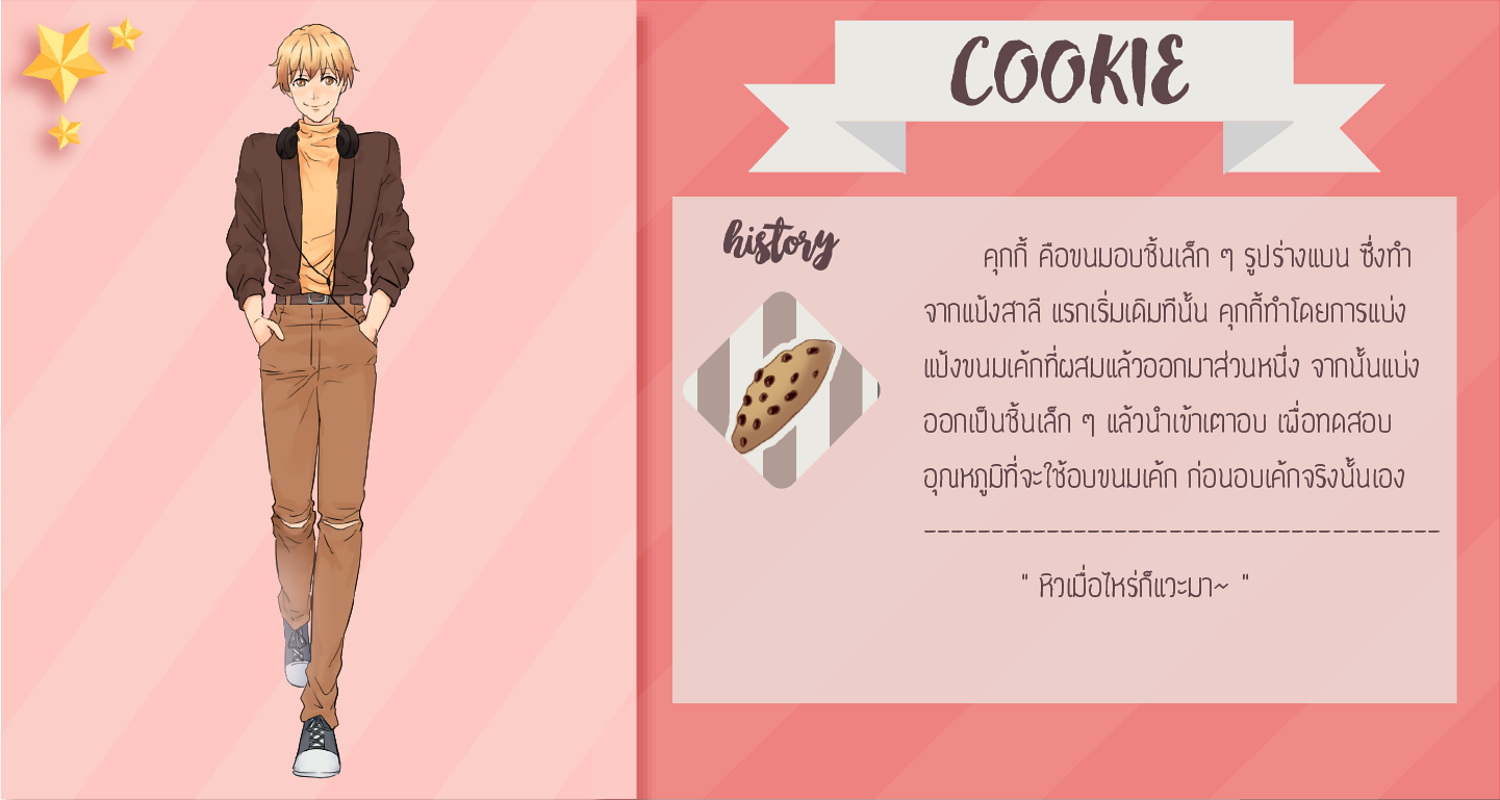 COOKIE
history
คุกกี้ คือขนมอบชิ้นเล็ก ๆ รูปร่างแบน ซึ่งทำ
จากแป้งสาลี แรกเริ่มเดิมทีนั้น คุกกี้ทำโดยการแบ่ง
แป้งขนมเค้กที่ผสมแล้วออกมาส่วนหนึ่ง จากนั้นแบ่ง
ออกเป็นชิ้นเล็ก ๆ แล้วนำเข้าเตาอบ เพื่อทดสอบ
อุณหภูมิที่จะใช้อบขนมเค้ก ก่อนอบเค้กจริงนั้นเอง
---------------------------------------
" หิวเมื่อไหร่ก็แวะมา~ "